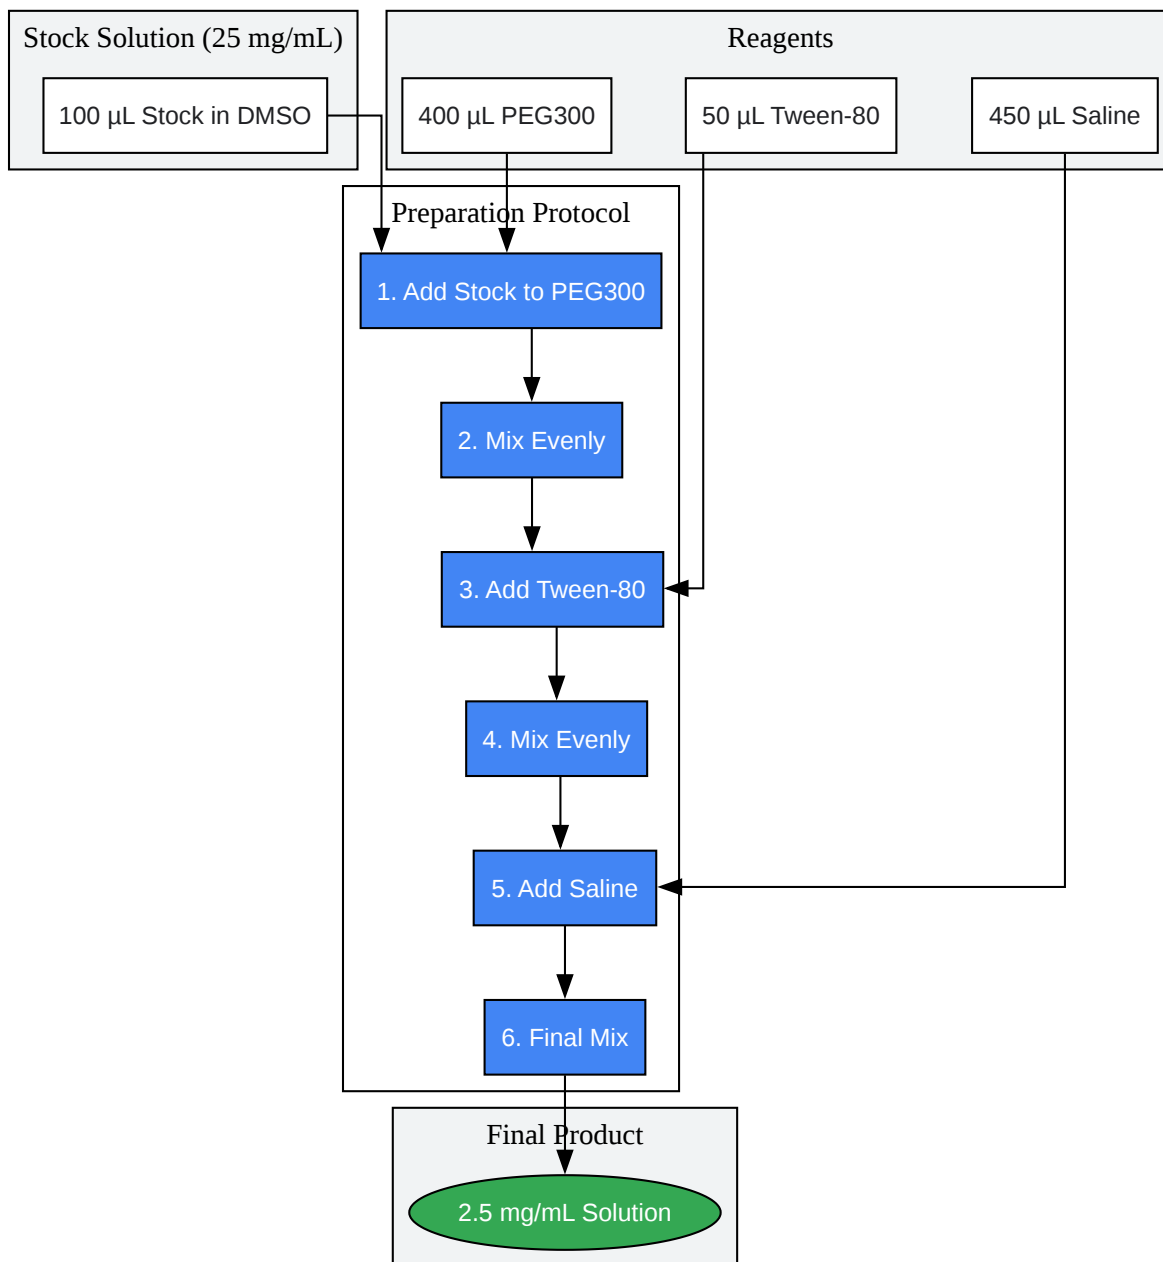 Stock Solution (25 mg/mL)
Reagents
100 µL Stock in DMSO
400 µL PEG300
50 µL Tween-80
450 µL Saline
Preparation Protocol
1. Add Stock to PEG300
2. Mix Evenly
3. Add Tween-80
4. Mix Evenly
5. Add Saline
6. Final Mix
Final Product
2.5 mg/mL Solution